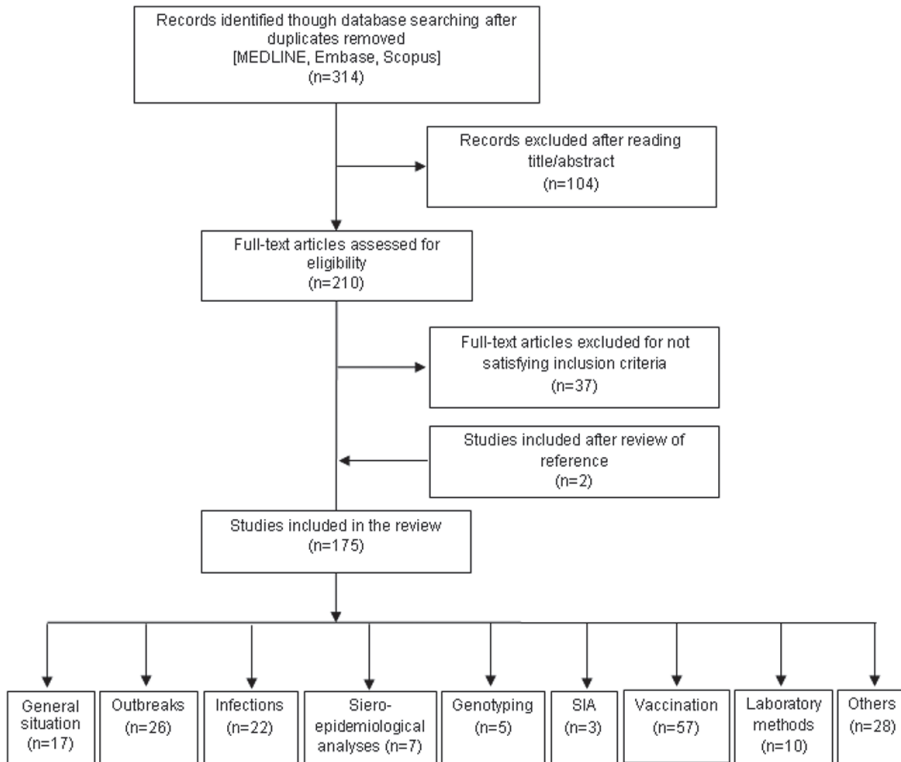 Records identified though database searching after
duplicates removed
[MEDLINE, Embase, Scopus]
(n=314)
Records excluded after reading
title/abstract
(n=104)
Full-text articles assessed for
eligibility
(n=210)
Full-text articles excluded for not
satisfying inclusion criteria
(n=37)
Studies included after review of
reference
(n=2)
Studies included in the review
(n=175)
General
situation
(n=17)
Outbreaks
(n=26)
Infections
(n=22)
Siero-
epidemiological
analyses (n=7)
Genotyping
(n=5)
SIA
(n=3)
Vaccination
(n=57)
Laboratory
methods
(n=10)
Others
(n=28)